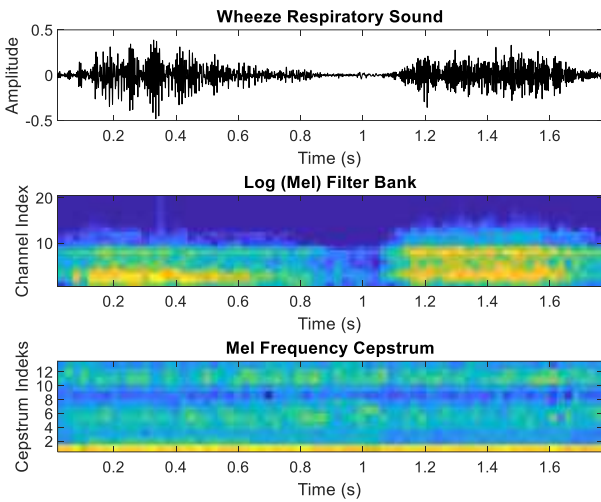 Wheeze Respiratory Sound
0.5
0
-0.5
Amplitude
0.2 0.4 0.6 0.8 1 1.2 1.4 1.6
Time (s)
Log (Mel) Filter Bank
20
10
Channel Index
0.2 0.4 0.6 0.8 1 1.2 1.4 1.6
Time (s)
Mel Frequency Cepstrum
12
10
8
6
4
2
Cepstrum Indeks
0.2 0.4 0.6 0.8 1 1.2 1.4 1.6
Time (s)